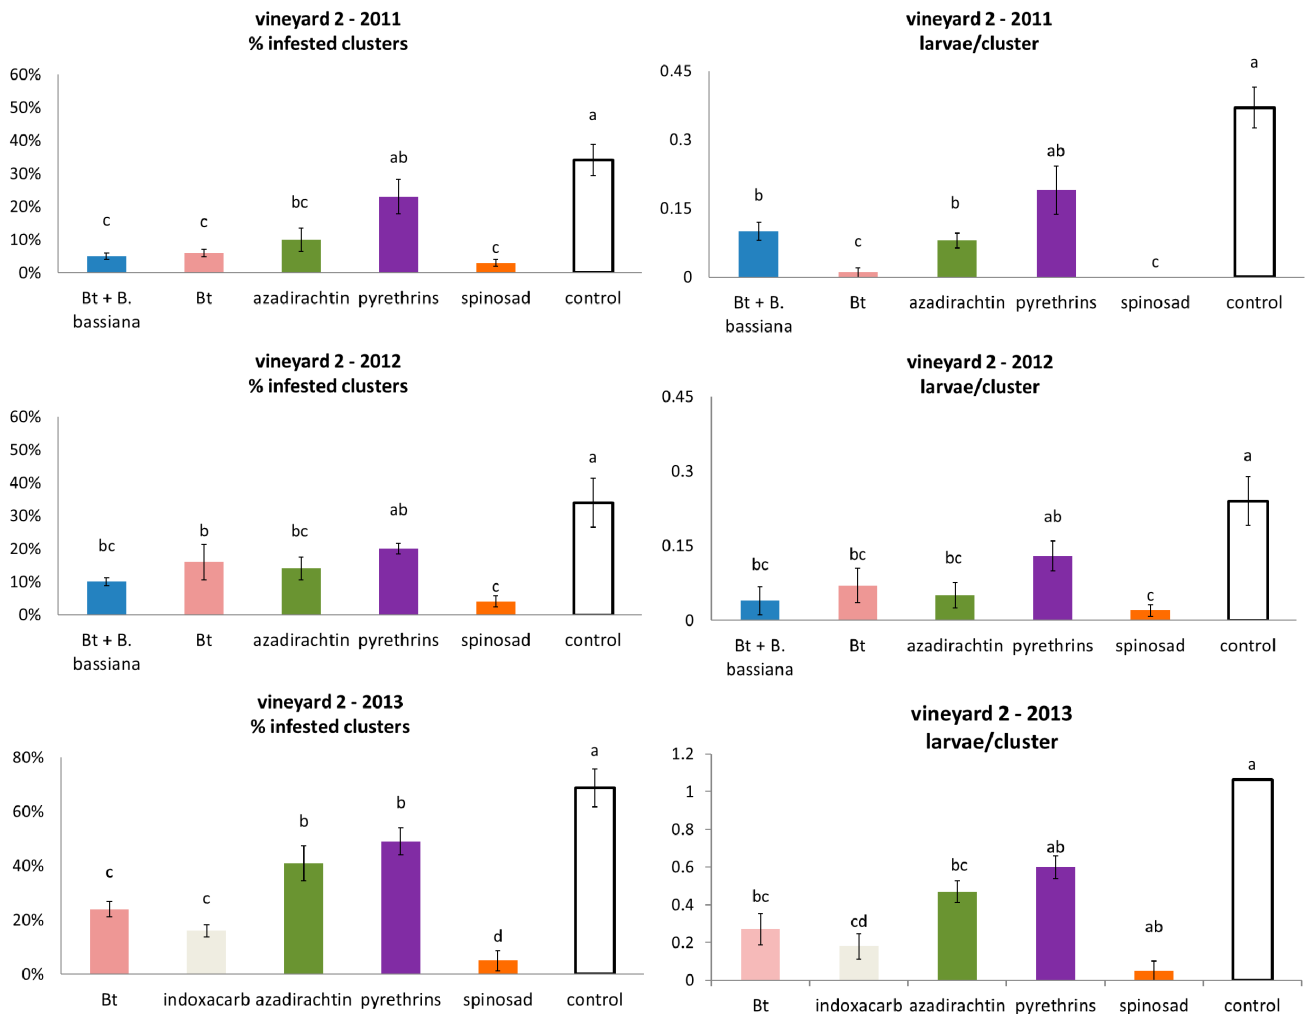 vineyard 2 - 2011
% infested clusters
60%
50%
40%
30%
20%
10%
0%
c
c
bc
ab
c
a
Bt + B.
bassiana
Bt
azadirachtin
pyrethrins
spinosad
control
vineyard 2 - 2011
larvae/cluster
0.45
0.3
0.15
0
b
c
b
ab
c
a
Bt + B.
bassiana
Bt
azadirachtin
pyrethrins
spinosad
control
vineyard 2 - 2012
% infested clusters
60%
50%
40%
30%
20%
10%
0%
bc
b
bc
ab
c
a
Bt + B.
bassiana
Bt
azadirachtin
pyrethrins
spinosad
control
vineyard 2 - 2012
larvae/cluster
0.45
0.3
0.15
0
bc
bc
bc
ab
c
a
Bt + B.
bassiana
Bt
azadirachtin
pyrethrins
spinosad
control
vineyard 2 - 2013
% infested clusters
80%
60%
40%
20%
0%
c
c
b
b
d
a
Bt
indoxacarb
azadirachtin
pyrethrins
spinosad
control
vineyard 2 - 2013
larvae/cluster
1.2
1
0.8
0.6
0.4
0.2
0
bc
cd
bc
ab
ab
a
Bt
indoxacarb
azadirachtin
pyrethrins
spinosad
control